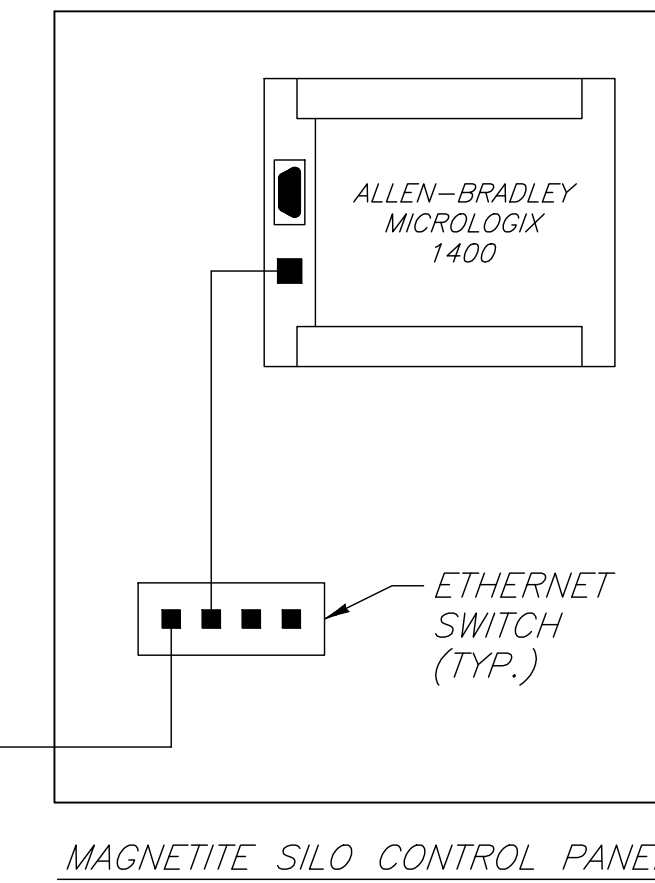 ALLEN-BRADLEY
MICROLOGIX
1400
ETHERNET
SWITCH
(TYP.)
MAGNETITE SILO CONTROL